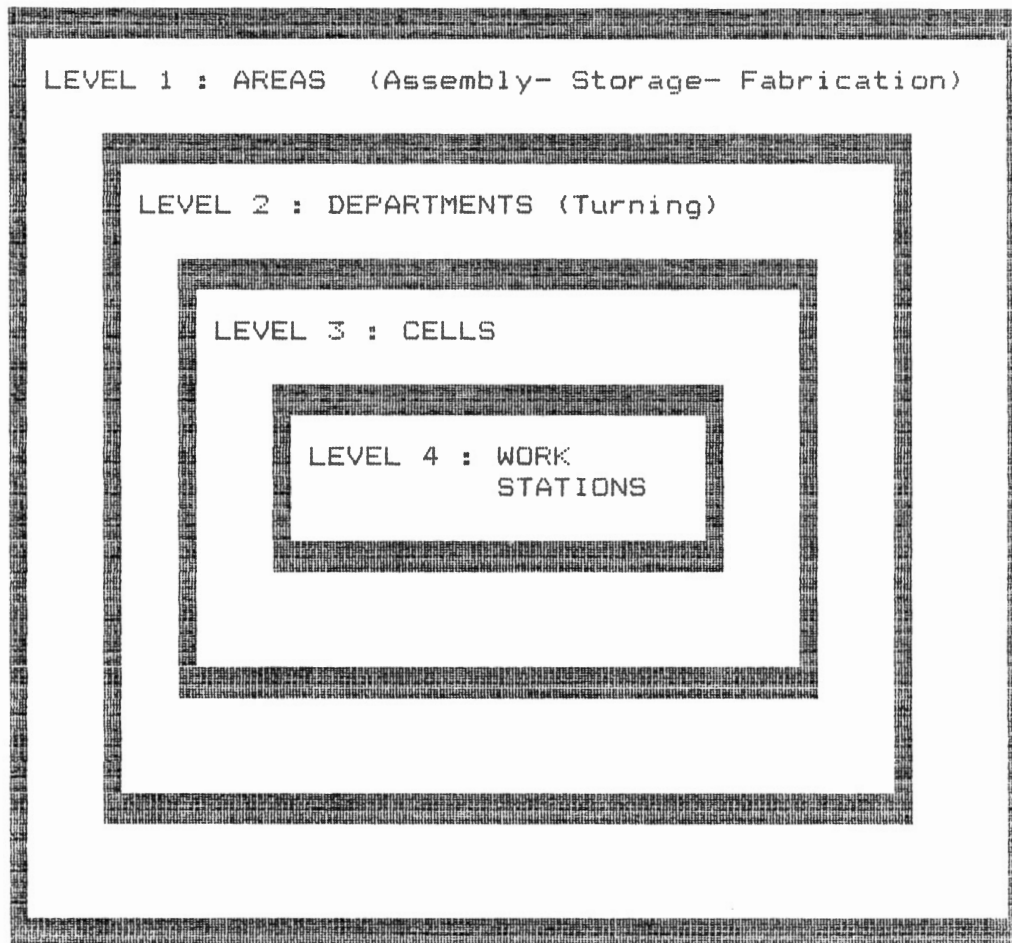 LEVEL 1 : AREAS (Assembly- Storage- Fabrication)
LEVEL 2 : DEPARTMENTS (Turning)
LEVEL 3 : CELLS
LEVEL 4 : WORK
STATIONS